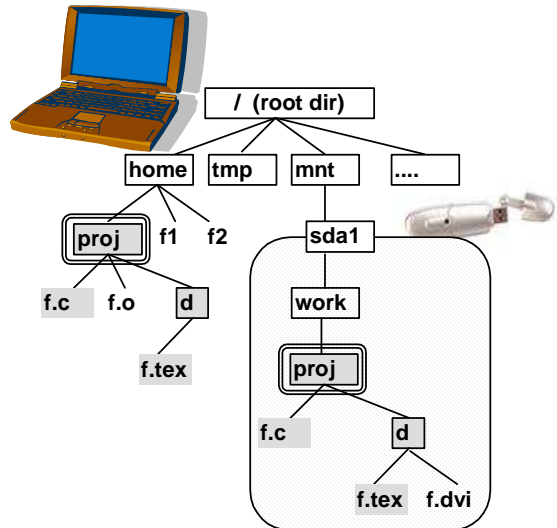 / (root dir)
home tmp mnt ....
proj f1 f2 sda1
f.c f.o d work
f.tex proj
f.c d
f.tex f.dvi